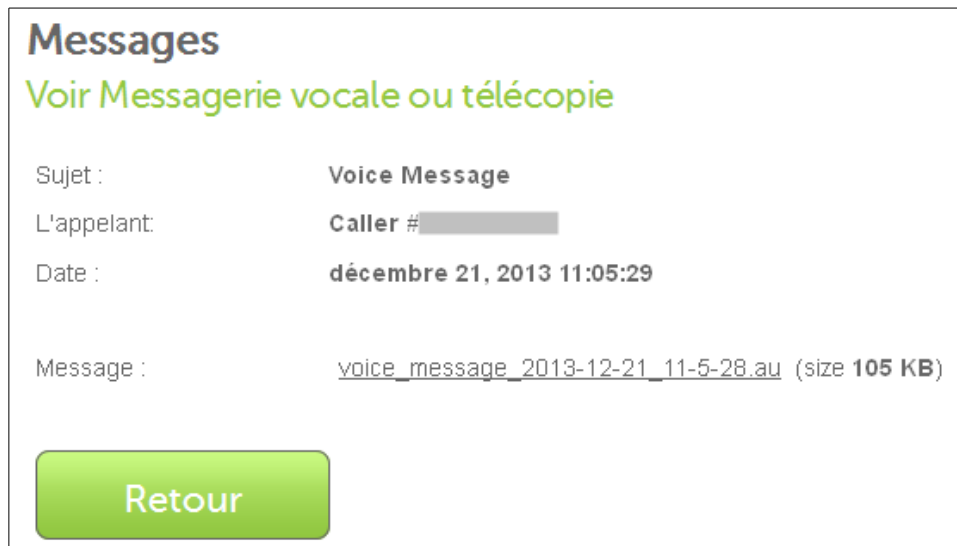 Messages
Voir Messagerie vocale ou télécopie
Sujet : Voice Message
L'appelant: Caller #
Date : décembre 21, 2013 11:05:29
Message : voice_message_2013-12-21_11-5-28.au (size 105 KB)
Retour